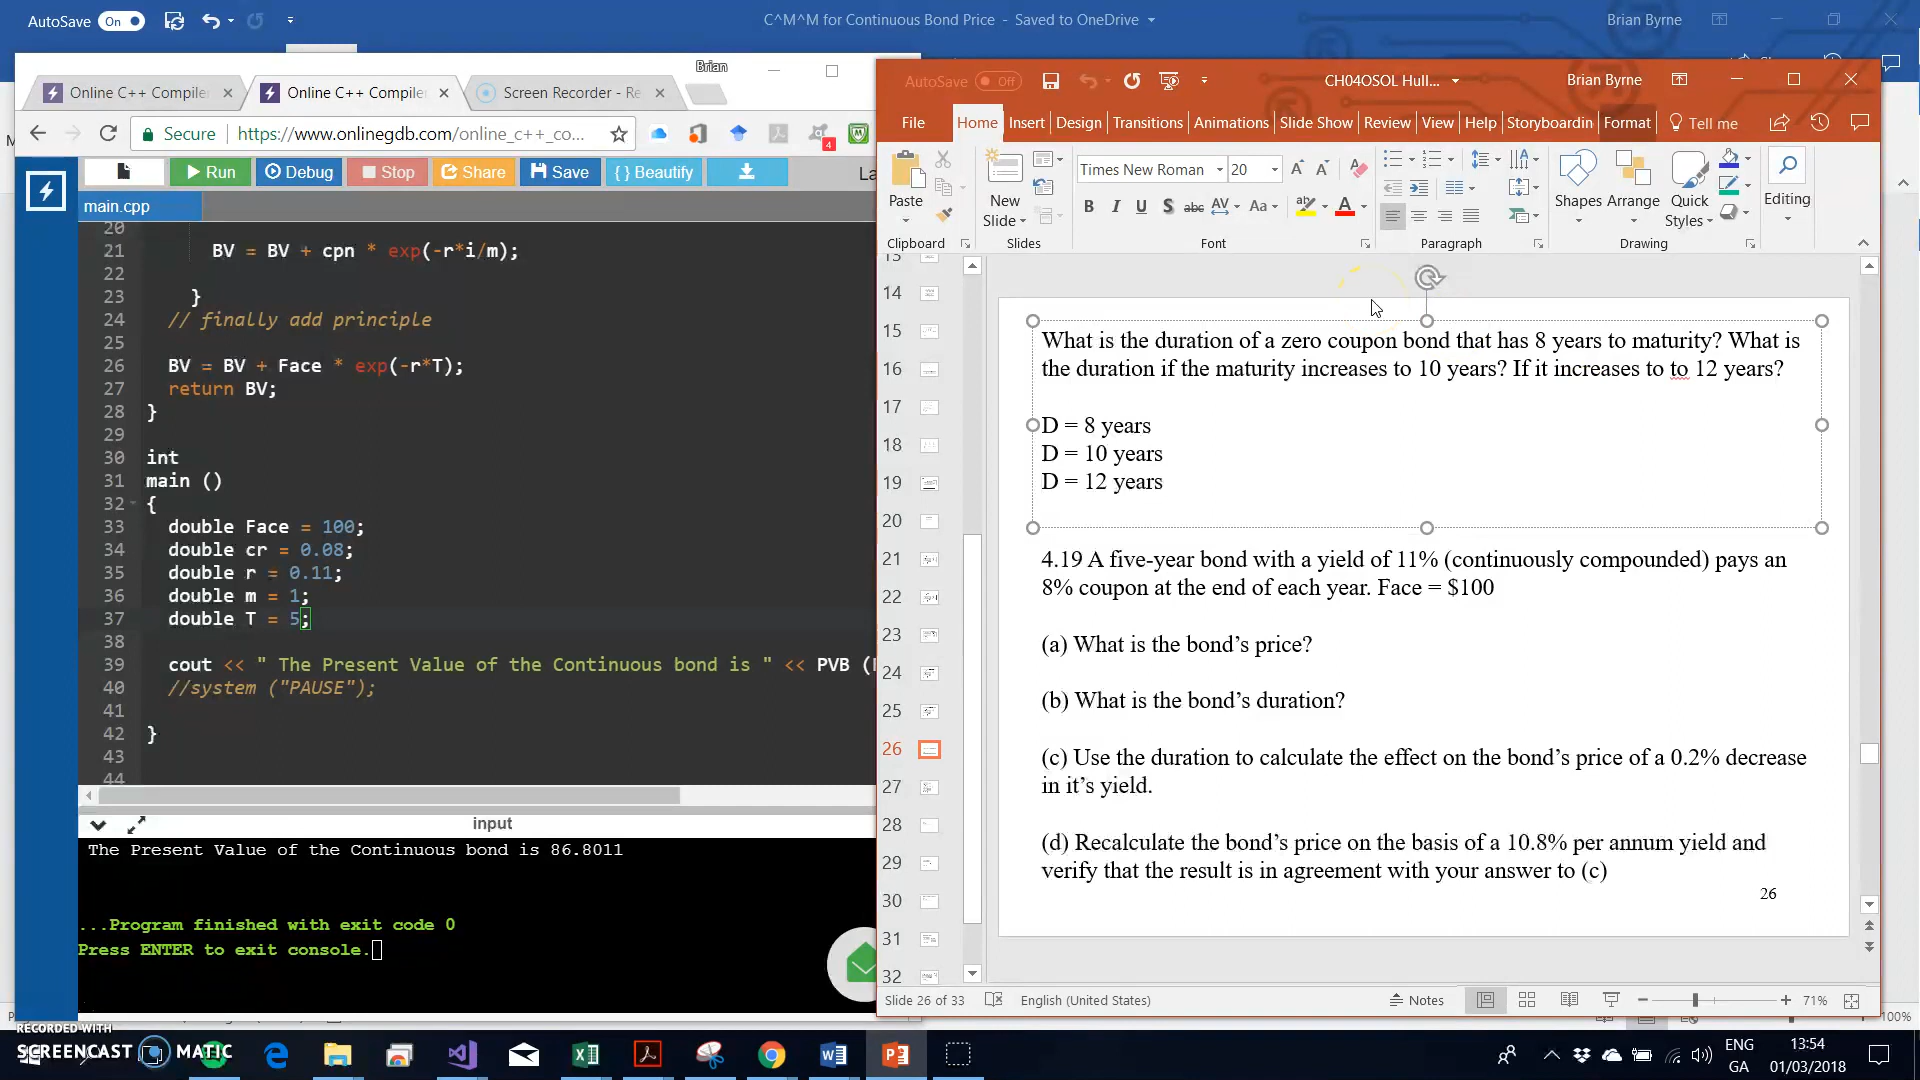 AutoSave On
C^M^M for Continuous Bond Price - Saved to OneDrive
Brian Byrne
Brian
Online C++ Compiler
Online C++ Compiler
Screen Recorder - Re
Secure
https://www.onlinegdb.com/online_c++_co...
4
Run
Debug
Stop
Share
Save
{ } Beautify
La
main.cpp
20
21 BV = BV + cpn * exp(-r*i/m);
22
23 }
24 // finally add principle
25
26 BV = BV + Face * exp(-r*T);
27 return BV;
28 }
29
30 int
31 main ()
32 {
33 double Face = 100;
34 double cr = 0.08;
35 double r = 0.11;
36 double m = 1;
37 double T = 5;
38
39 cout << " The Present Value of the Continuous bond is " << PVB (
40 //system ("PAUSE");
41
42 }
43
44
input
The Present Value of the Continuous bond is 86.8011
...Program finished with exit code 0
Press ENTER to exit console.
AutoSave Off
CH04OSOL Hull...
Brian Byrne
File Home Insert Design Transitions Animations Slide Show Review View Help Storyboardin Format Tell me
Paste
New Slide
Times New Roman 20
Shapes
Arrange
Quick Styles
Editing
Clipboard Slides Font Paragraph Drawing
13
14
15
16
17
18
19
20
21
22
23
24
25
26
27
28
29
30
31
32
What is the duration of a zero coupon bond that has 8 years to maturity? What is
the duration if the maturity increases to 10 years? If it increases to to 12 years?
D = 8 years
D = 10 years
D = 12 years
4.19 A five-year bond with a yield of 11% (continuously compounded) pays an
8% coupon at the end of each year. Face = $100
(a) What is the bond’s price?
(b) What is the bond’s duration?
(c) Use the duration to calculate the effect on the bond’s price of a 0.2% decrease
in it’s yield.
(d) Recalculate the bond’s price on the basis of a 10.8% per annum yield and
verify that the result is in agreement with your answer to (c)
26
Slide 26 of 33
English (United States)
Notes
71%
100%
RECORDED WITH
SCREENCAST MATIC
ENG
GA
13:54
01/03/2018